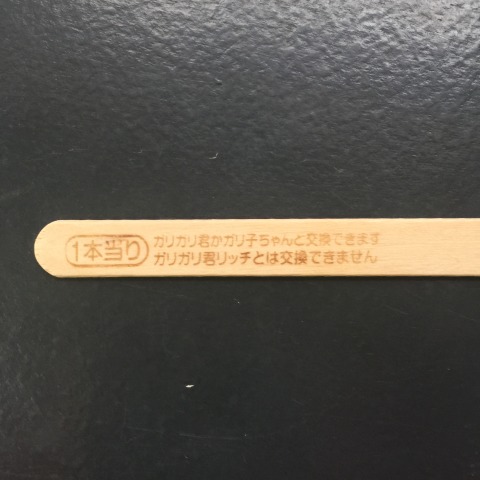 1本当り
ガリガリ君かガリ子ちゃんと交換できます
ガリガリ君リッチとは交換できません